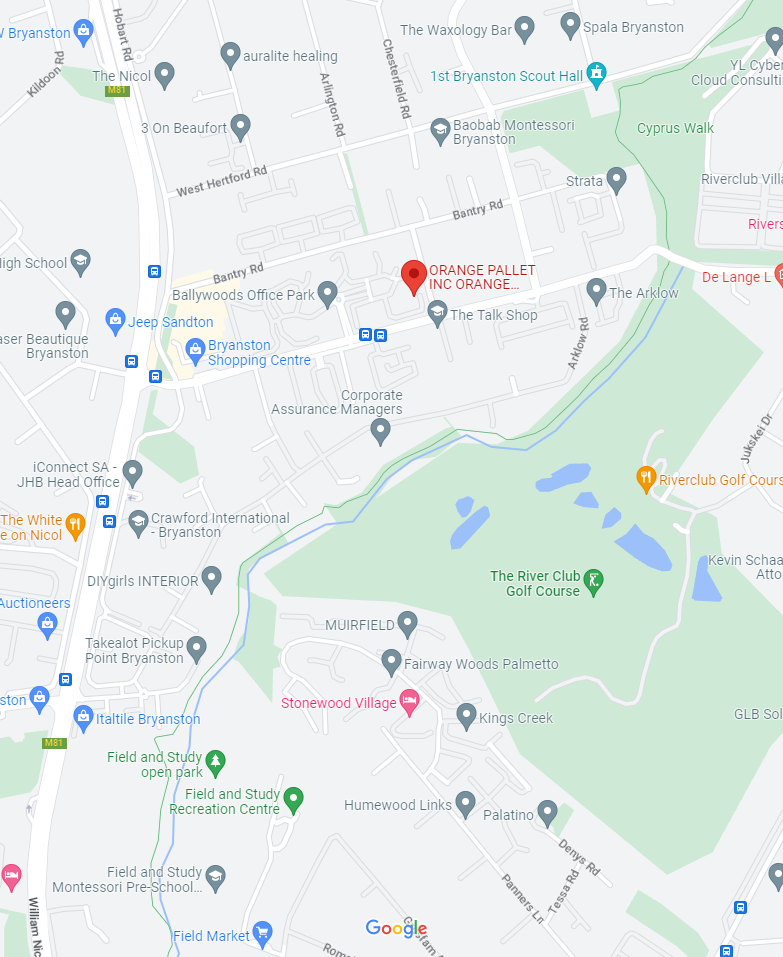 Hobart Rd
W Bryanston
The Waxology Bar
Spala Bryanston
auralite healing
Chesterfield Rd
Kildoon Rd
The Nicol
Arlington Rd
1st Bryanston Scout Hall
YL Cyber
Cloud Consulti
M81
3 On Beaufort
Baobab Montessori
Bryanston
Cyprus Walk
West Hertford Rd
Strata
Riverclub Villa
Bantry Rd
Rivers
High School
Bantry Rd
ORANGE PALLET
INC ORANGE...
De Lange L
Ballywoods Office Park
The Arklow
Jeep Sandton
The Talk Shop
aser Beautique
Bryanston
Bryanston
Shopping Centre
Arklow Rd
Corporate
Assurance Managers
Jukskei Dr
iConnect SA -
JHB Head Office
Riverclub Golf Cours
The White
e on Nicol
Crawford International
- Bryanston
Kevin Schaa
Atto
DIYgirls INTERIOR
The River Club
Golf Course
Auctioneers
MUIRFIELD
Takealot Pickup
Point Bryanston
Fairway Woods Palmetto
ston
Stonewood Village
Italtile Bryanston
Kings Creek
GLB Sol
M81
Field and Study
open park
Field and Study
Recreation Centre
Humewood Links
Palatino
Denys Rd
Field and Study
Montessori Pre-School...
Panners Ln
Tessa Rd
William Nic
Google
Field Market